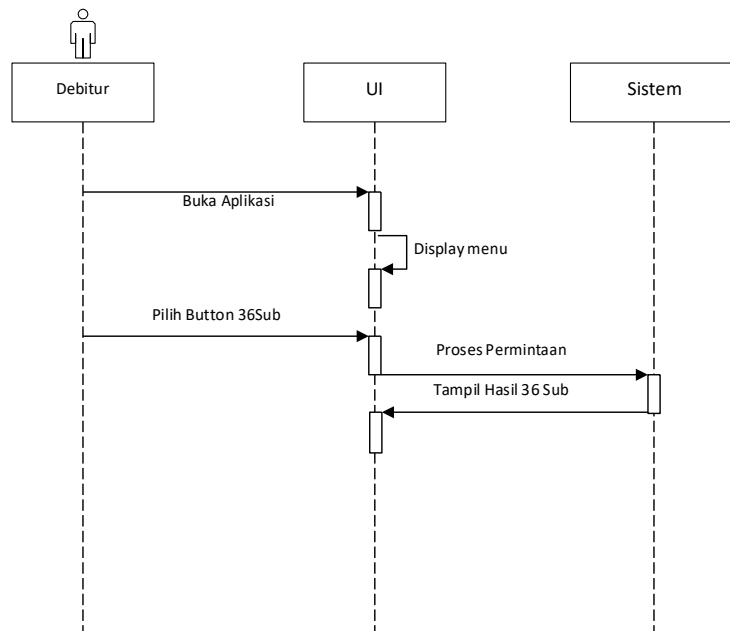 Debitur
UI
Sistem
Buka Aplikasi
Display menu
Pilih Button 36Sub
Proses Permintaan
Tampil Hasil 36 Sub